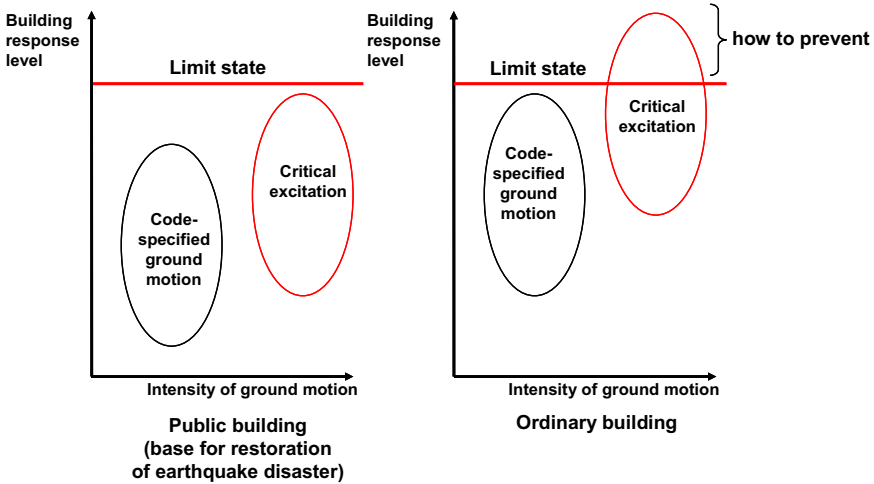 Building
response
level
Limit state
Critical
excitation
Code-
specified
ground
motion
Intensity of ground motion
Public building
(base for restoration
of earthquake disaster)
Building
response
level
how to prevent
Limit state
Critical
excitation
Code-
specified
ground
motion
Intensity of ground motion
Ordinary building